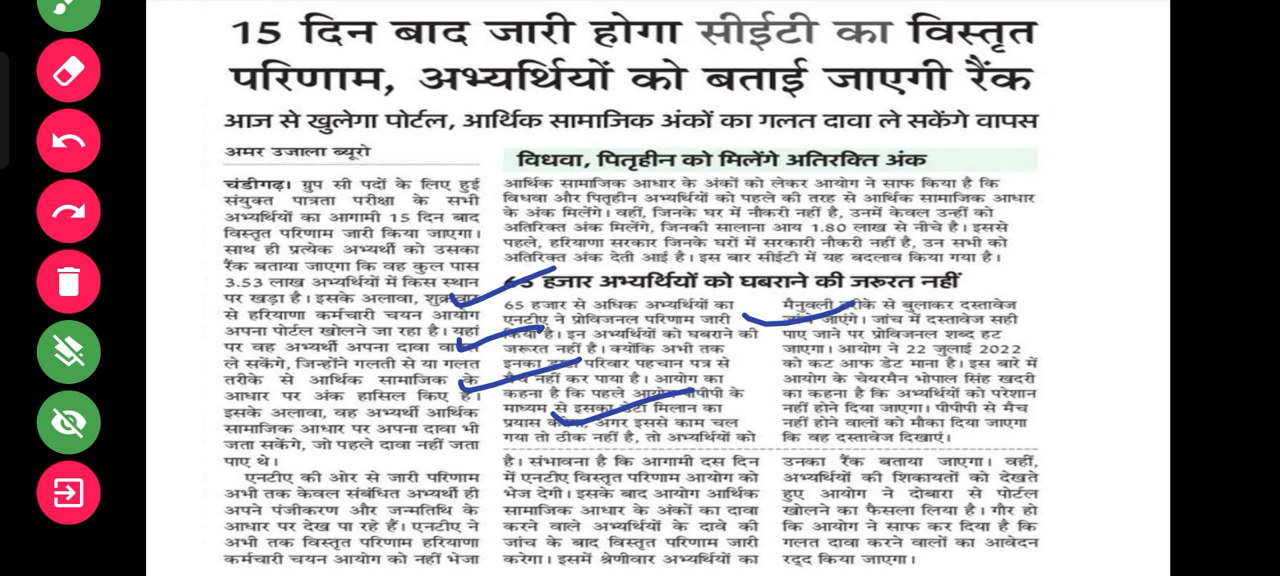 15 दिन बाद जारी होगा सीईटी का विस्तृत
परिणाम, अभ्यर्थियों को बताई जाएगी रैंक
आज से खुलेगा पोर्टल, आर्थिक सामाजिक अंकों का गलत दावा ले सकेंगे वापस
अमर उजाला ब्यूरो
चंडीगढ़। ग्रुप सी पदों के लिए हुई
संयुक्त पात्रता परीक्षा के सभी
अभ्यर्थियों का आगामी 15 दिन बाद
विस्तृत परिणाम जारी किया जाएगा।
साथ ही प्रत्येक अभ्यर्थी को उसका
रैंक बताया जाएगा कि वह कुल पास
3.53 लाख अभ्यर्थियों में किस स्थान
पर खड़ा है। इसके अलावा, शुक्रवार
से हरियाणा कर्मचारी चयन आयोग
अपना पोर्टल खोलने जा रहा है। यहां
पर वह अभ्यर्थी अपना दावा
ले सकेंगे, जिन्होंने गलती से या गलत
तरीके से आर्थिक सामाजिक के
आधार पर अंक हासिल किए हैं।
इसके अलावा, वह अभ्यर्थी आर्थिक
सामाजिक आधार पर अपना दावा भी
जता सकेंगे, जो पहले दावा नहीं जता
पाए थे।
एनटीए की ओर से जारी परिणाम
अभी तक केवल संबंधित अभ्यर्थी ही
अपने पंजीकरण और जन्मतिथि के
आधार पर देख पा रहे हैं। एनटीए ने
अभी तक विस्तृत परिणाम हरियाणा
कर्मचारी चयन आयोग को नहीं भेजा
विधवा, पितृहीन को मिलेंगे अतिरक्ति अंक
आर्थिक सामाजिक आधार के अंकों को लेकर आयोग ने साफ किया है कि
विधवा और पितृहीन अभ्यर्थियों को पहले की तरह से आर्थिक सामाजिक आधार
के अंक मिलेंगे। वहीं, जिनके घर में नौकरी नहीं है, उनमें केवल उन्हीं को
अतिरिक्त अंक मिलेंगे, जिनकी सालाना आय 1.80 लाख से नीचे है। इससे
पहले, हरियाणा सरकार जिनके घरों में सरकारी नौकरी नहीं है, उन सभी को
अतिरिक्त अंक देती आई है। इस बार सीईटी में यह बदलाव किया गया है।
65 हजार अभ्यर्थियों को घबराने की जरूरत नहीं
65 हजार से अधिक अभ्यर्थियों का
एनटीए ने प्रोविजनल परिणाम जारी
किया है। इन अभ्यर्थियों को घबराने की
जरूरत नहीं है। क्योंकि अभी तक
इनका परिवार पहचान पत्र से
मैच नहीं कर पाया है। आयोग का
कहना है कि पहले आयोग पीपीपी के
माध्यम से इसका डेटा मिलान का
प्रयास करेगा, अगर इससे काम चल
गया तो ठीक नहीं है, तो अभ्यर्थियों को
मैनुवली तरीके से बुलाकर दस्तावेज
जांचे जाएंगे। जांच में दस्तावेज सही
पाए जाने पर प्रोविजनल शब्द हट
जाएगा। आयोग ने 22 जुलाई 2022
को कट आफ डेट माना है। इस बारे में
आयोग के चेयरमैन भोपाल सिंह खदरी
का कहना है कि अभ्यर्थियों को परेशान
नहीं होने दिया जाएगा। पीपीपी से मैच
नहीं होने वालों को मौका दिया जाएगा
कि वह दस्तावेज दिखाएं।
है। संभावना है कि आगामी दस दिन
में एनटीए विस्तृत परिणाम आयोग को
भेज देगी। इसके बाद आयोग आर्थिक
सामाजिक आधार के अंकों का दावा
करने वाले अभ्यर्थियों के दावे की
जांच के बाद विस्तृत परिणाम जारी
करेगा। इसमें श्रेणीवार अभ्यर्थियों का
उनका रैंक बताया जाएगा। वहीं,
अभ्यर्थियों की शिकायतों को देखते
हुए आयोग ने दोबारा से पोर्टल
खोलने का फैसला लिया है। गौर हो
कि आयोग ने साफ कर दिया है कि
गलत दावा करने वालों का आवेदन
रद्द किया जाएगा।